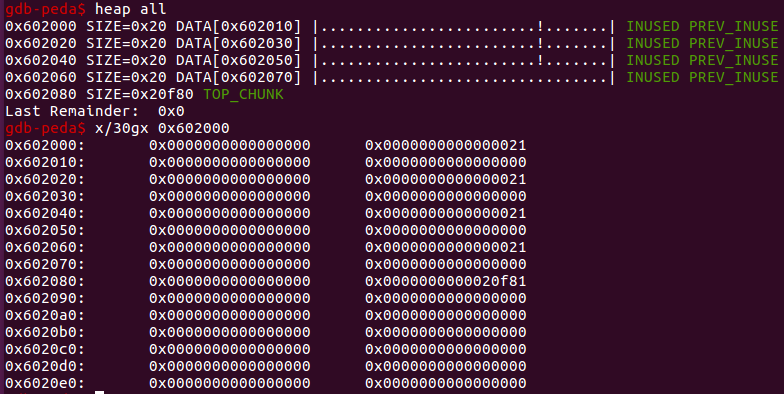 gdb-peda$ heap all
0x602000 SIZE=0x20 DATA[0x602010] |........................!.......| INUSED PREV_INUSE
0x602020 SIZE=0x20 DATA[0x602030] |........................!.......| INUSED PREV_INUSE
0x602040 SIZE=0x20 DATA[0x602050] |........................!.......| INUSED PREV_INUSE
0x602060 SIZE=0x20 DATA[0x602070] |................................| INUSED PREV_INUSE
0x602080 SIZE=0x20f80 TOP_CHUNK
Last Remainder:  0x0
gdb-peda$ x/30gx 0x602000
0x602000:	0x0000000000000000	0x0000000000000021
0x602010:	0x0000000000000000	0x0000000000000000
0x602020:	0x0000000000000000	0x0000000000000021
0x602030:	0x0000000000000000	0x0000000000000000
0x602040:	0x0000000000000000	0x0000000000000021
0x602050:	0x0000000000000000	0x0000000000000000
0x602060:	0x0000000000000000	0x0000000000000021
0x602070:	0x0000000000000000	0x0000000000000000
0x602080:	0x0000000000000000	0x0000000000020f81
0x602090:	0x0000000000000000	0x0000000000000000
0x6020a0:	0x0000000000000000	0x0000000000000000
0x6020b0:	0x0000000000000000	0x0000000000000000
0x6020c0:	0x0000000000000000	0x0000000000000000
0x6020d0:	0x0000000000000000	0x0000000000000000
0x6020e0:	0x0000000000000000	0x0000000000000000